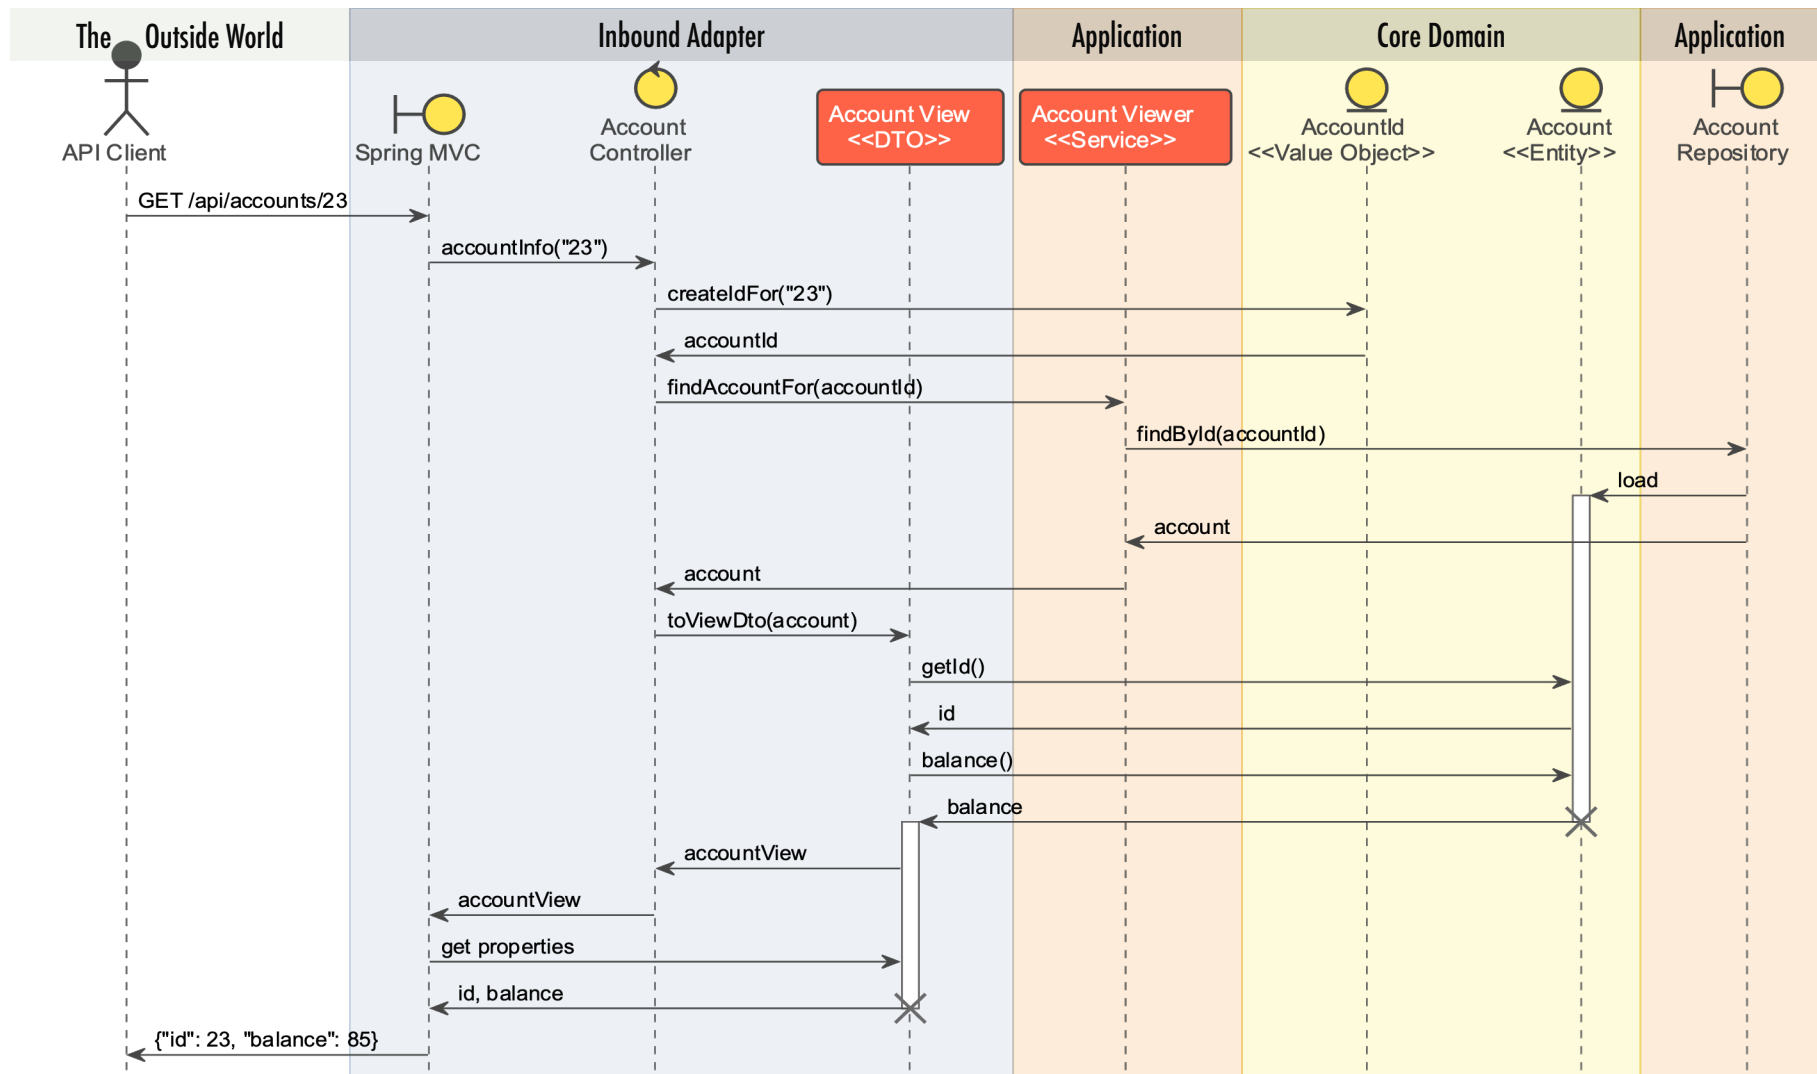 The Outside World
Inbound Adapter
Application
Core Domain
Application
API Client
Spring MVC
Account
Controller
Account View
<<DTO>>
Account Viewer
<<Service>>
AccountId
<<Value Object>>
Account
<<Entity>>
Account
Repository
GET /api/accounts/23
accountInfo("23")
createIdFor("23")
accountId
findAccountFor(accountId)
findById(accountId)
load
account
account
toViewDto(account)
getId()
id
balance()
balance
accountView
accountView
get properties
id, balance
{"id": 23, "balance": 85}